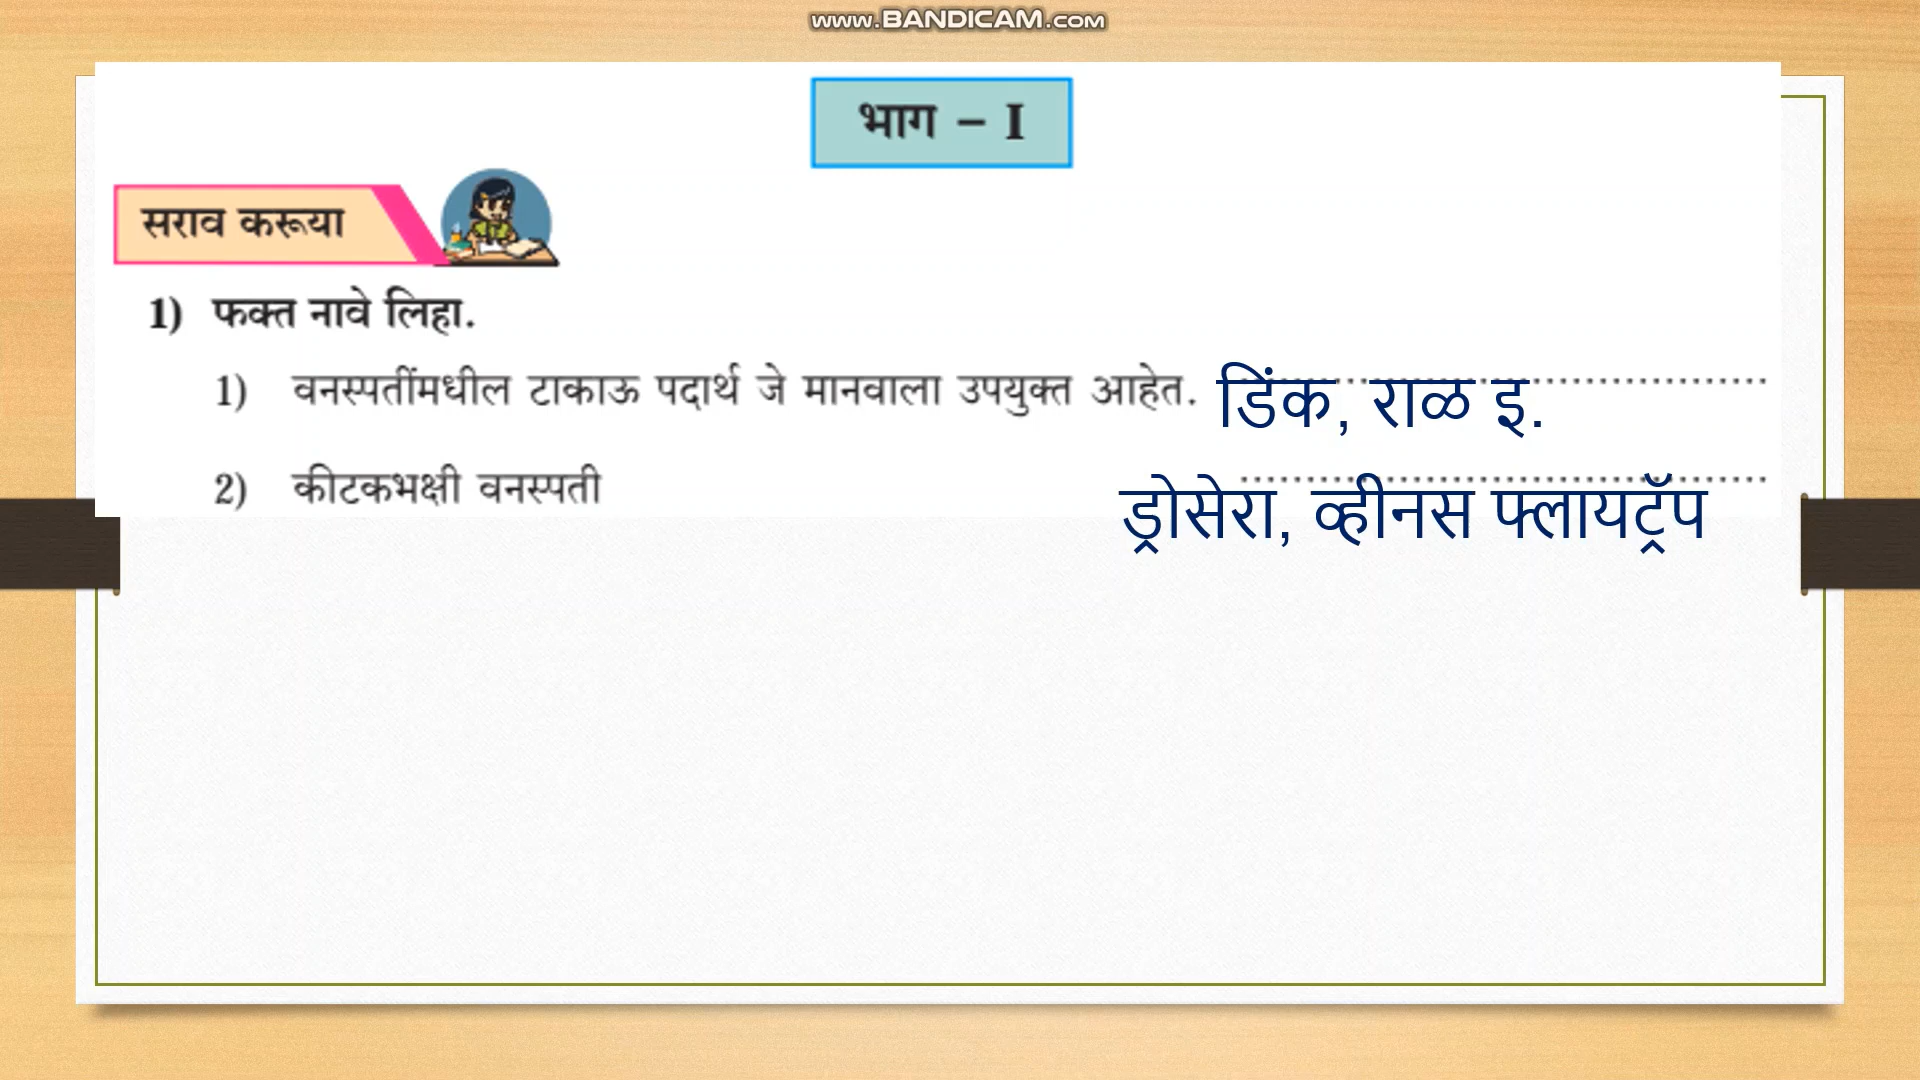 www.BANDICAM.com
भाग – I
सराव करूया
1) फक्त नावे लिहा.
1) वनस्पतींमधील टाकाऊ पदार्थ जे मानवाला उपयुक्त आहेत. डिंक, राळ इ.
2) कीटकभक्षी वनस्पती ड्रोसेरा, व्हीनस फ्लायट्रॅप